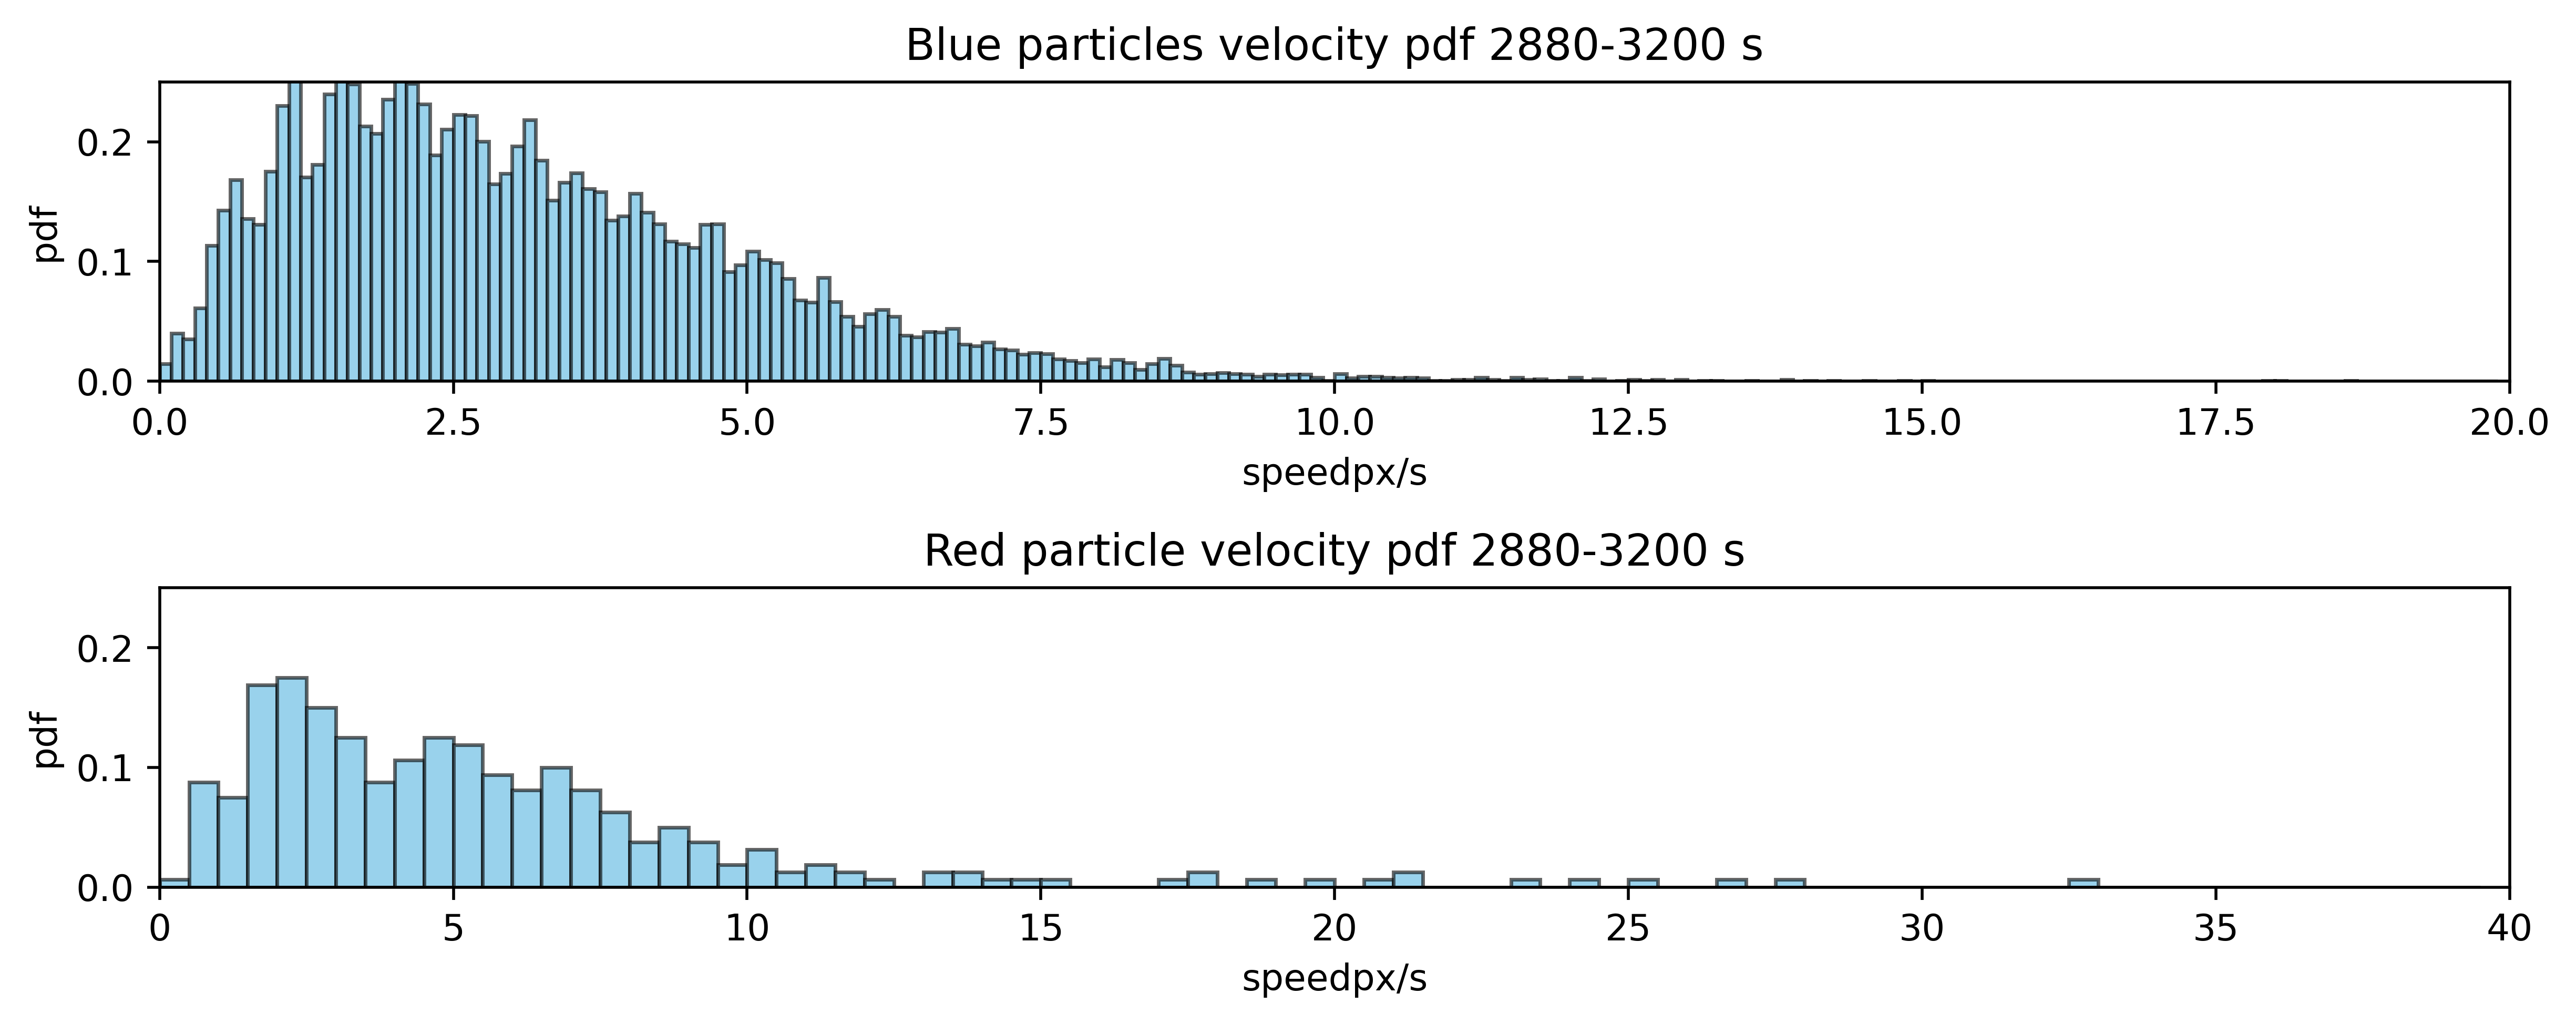 Blue particles velocity pdf 2880-3200 s
pdf
0.2
0.1
0.0
0.0 2.5 5.0 7.5 10.0 12.5 15.0 17.5 20.0
speedpx/s
Red particle velocity pdf 2880-3200 s
pdf
0.2
0.1
0.0
0 5 10 15 20 25 30 35 40
speedpx/s